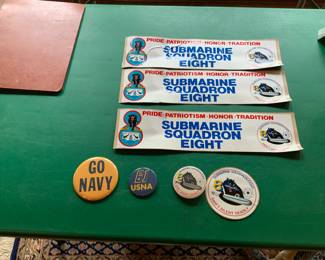 PRIDE · PATRIOTISM · HONOR · TRADITION
SUBMARINE
SQUADRON
EIGHT
PRIDE · PATRIOTISM · HONOR · TRADITION
SUBMARINE
SQUADRON
EIGHT
PRIDE · PATRIOTISM · HONOR · TRADITION
SUBMARINE
SQUADRON
EIGHT
GO
NAVY
USNA